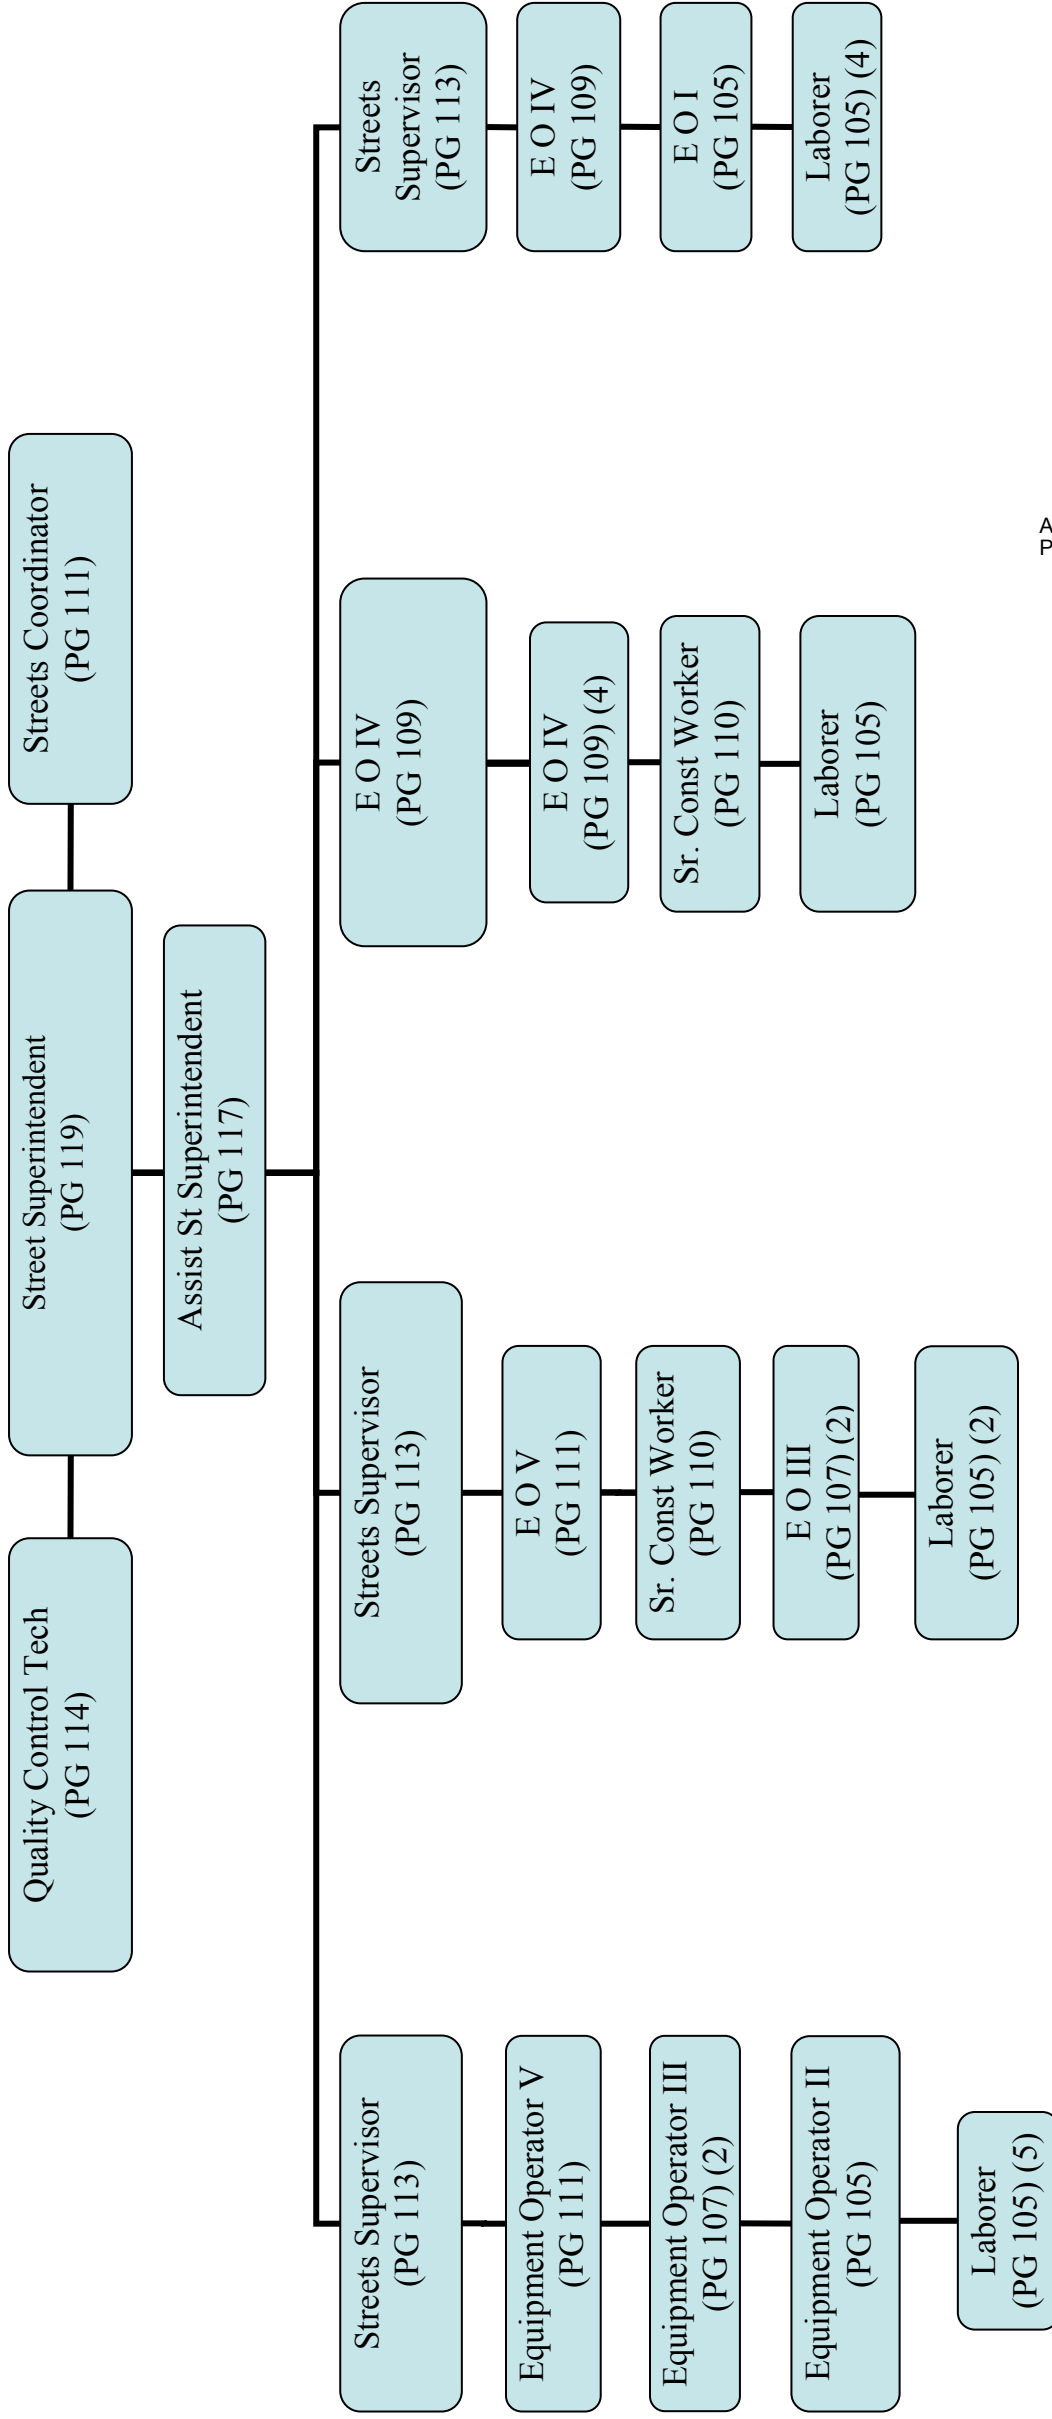 Quality Control Tech
(PG 114)
Street Superintendent
(PG 119)
Streets Coordinator
(PG 111)
Assist St Superintendent
(PG 117)
Streets Supervisor
(PG 113)
Equipment Operator V
(PG 111)
Equipment Operator III
(PG 107) (2)
Equipment Operator II
(PG 105)
Laborer
(PG 105) (5)
Streets Supervisor
(PG 113)
E O V
(PG 111)
Sr. Const Worker
(PG 110)
E O III
(PG 107) (2)
Laborer
(PG 105) (2)
E O IV
(PG 109)
E O IV
(PG 109) (4)
Sr. Const Worker
(PG 110)
Laborer
(PG 105)
Streets
Supervisor
(PG 113)
E O IV
(PG 109)
E O I
(PG 105)
Laborer
(PG 105) (4)
A
P